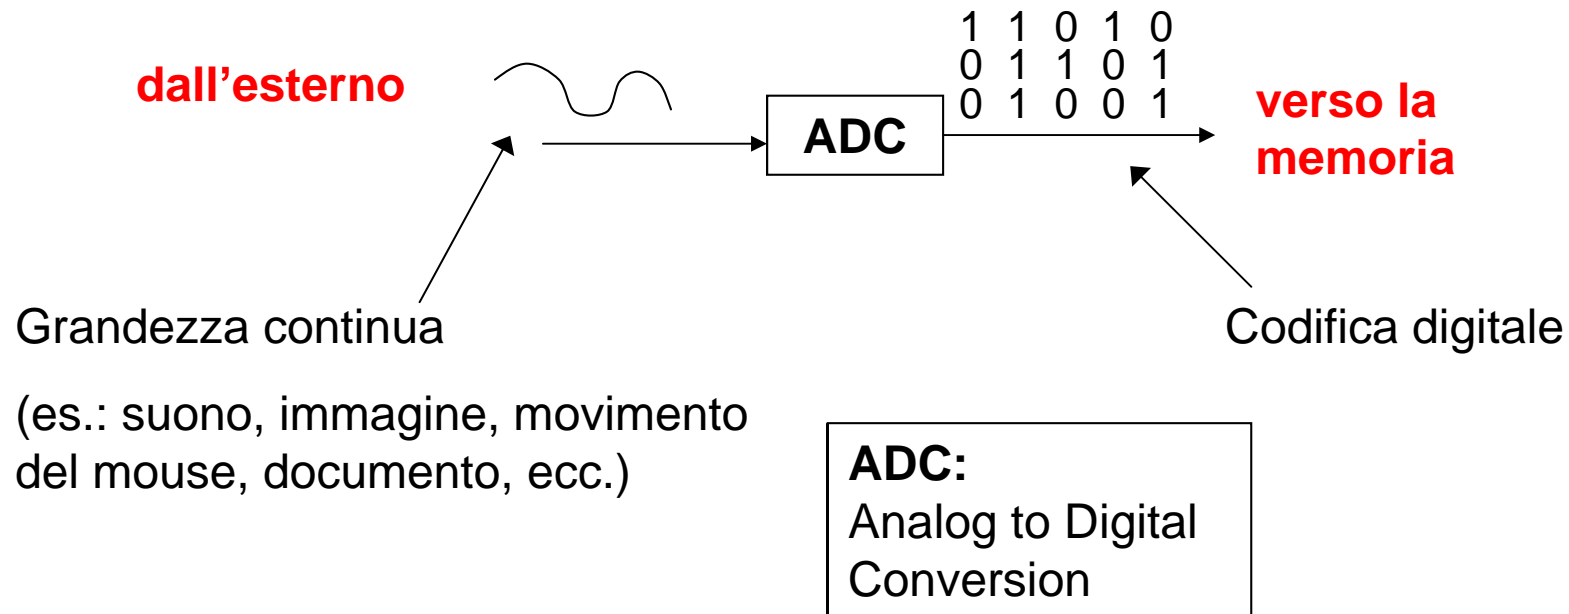 1 1 0 1 0
0 1 1 0 1
0 1 0 0 1
dall’esterno
ADC
verso la
memoria
Grandezza continua
Codifica digitale
(es.: suono, immagine, movimento
del mouse, documento, ecc.)
ADC:
Analog to Digital
Conversion